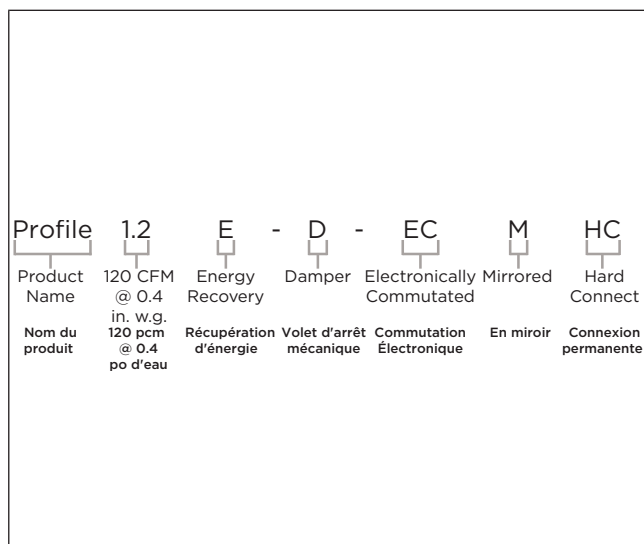 Profile 1.2 E - D - EC M HC
Product 120 CFM Energy Damper Electronically Mirrored Hard
Name @ 0.4 Recovery Commutated Connect
in. w.g.
Nom du 120 pcm Récupération Volet d'arrêt Commutation En miroir Connexion
produit @ 0.4 d'énergie mécanique Électronique permanente
po d'eau